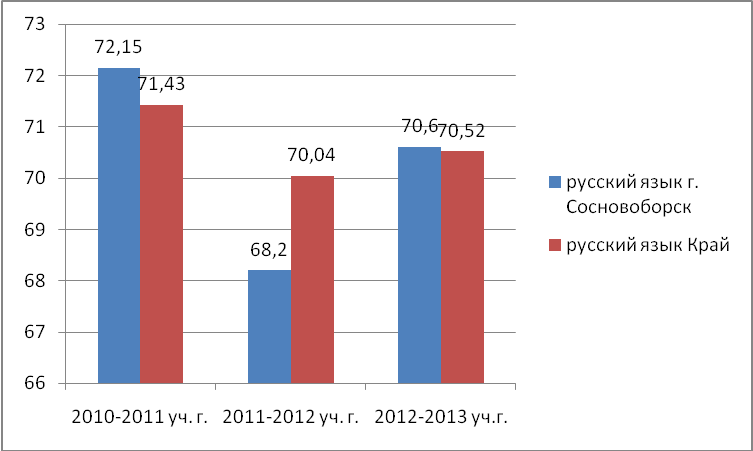 73
72
71
70
69
68
67
66
72,15
71,43
68,2
70,04
70,6
70,52
2010-2011 уч. г.
2011-2012 уч. г.
2012-2013 уч.г.
русский язык г.
Сосновоборск
русский язык Край